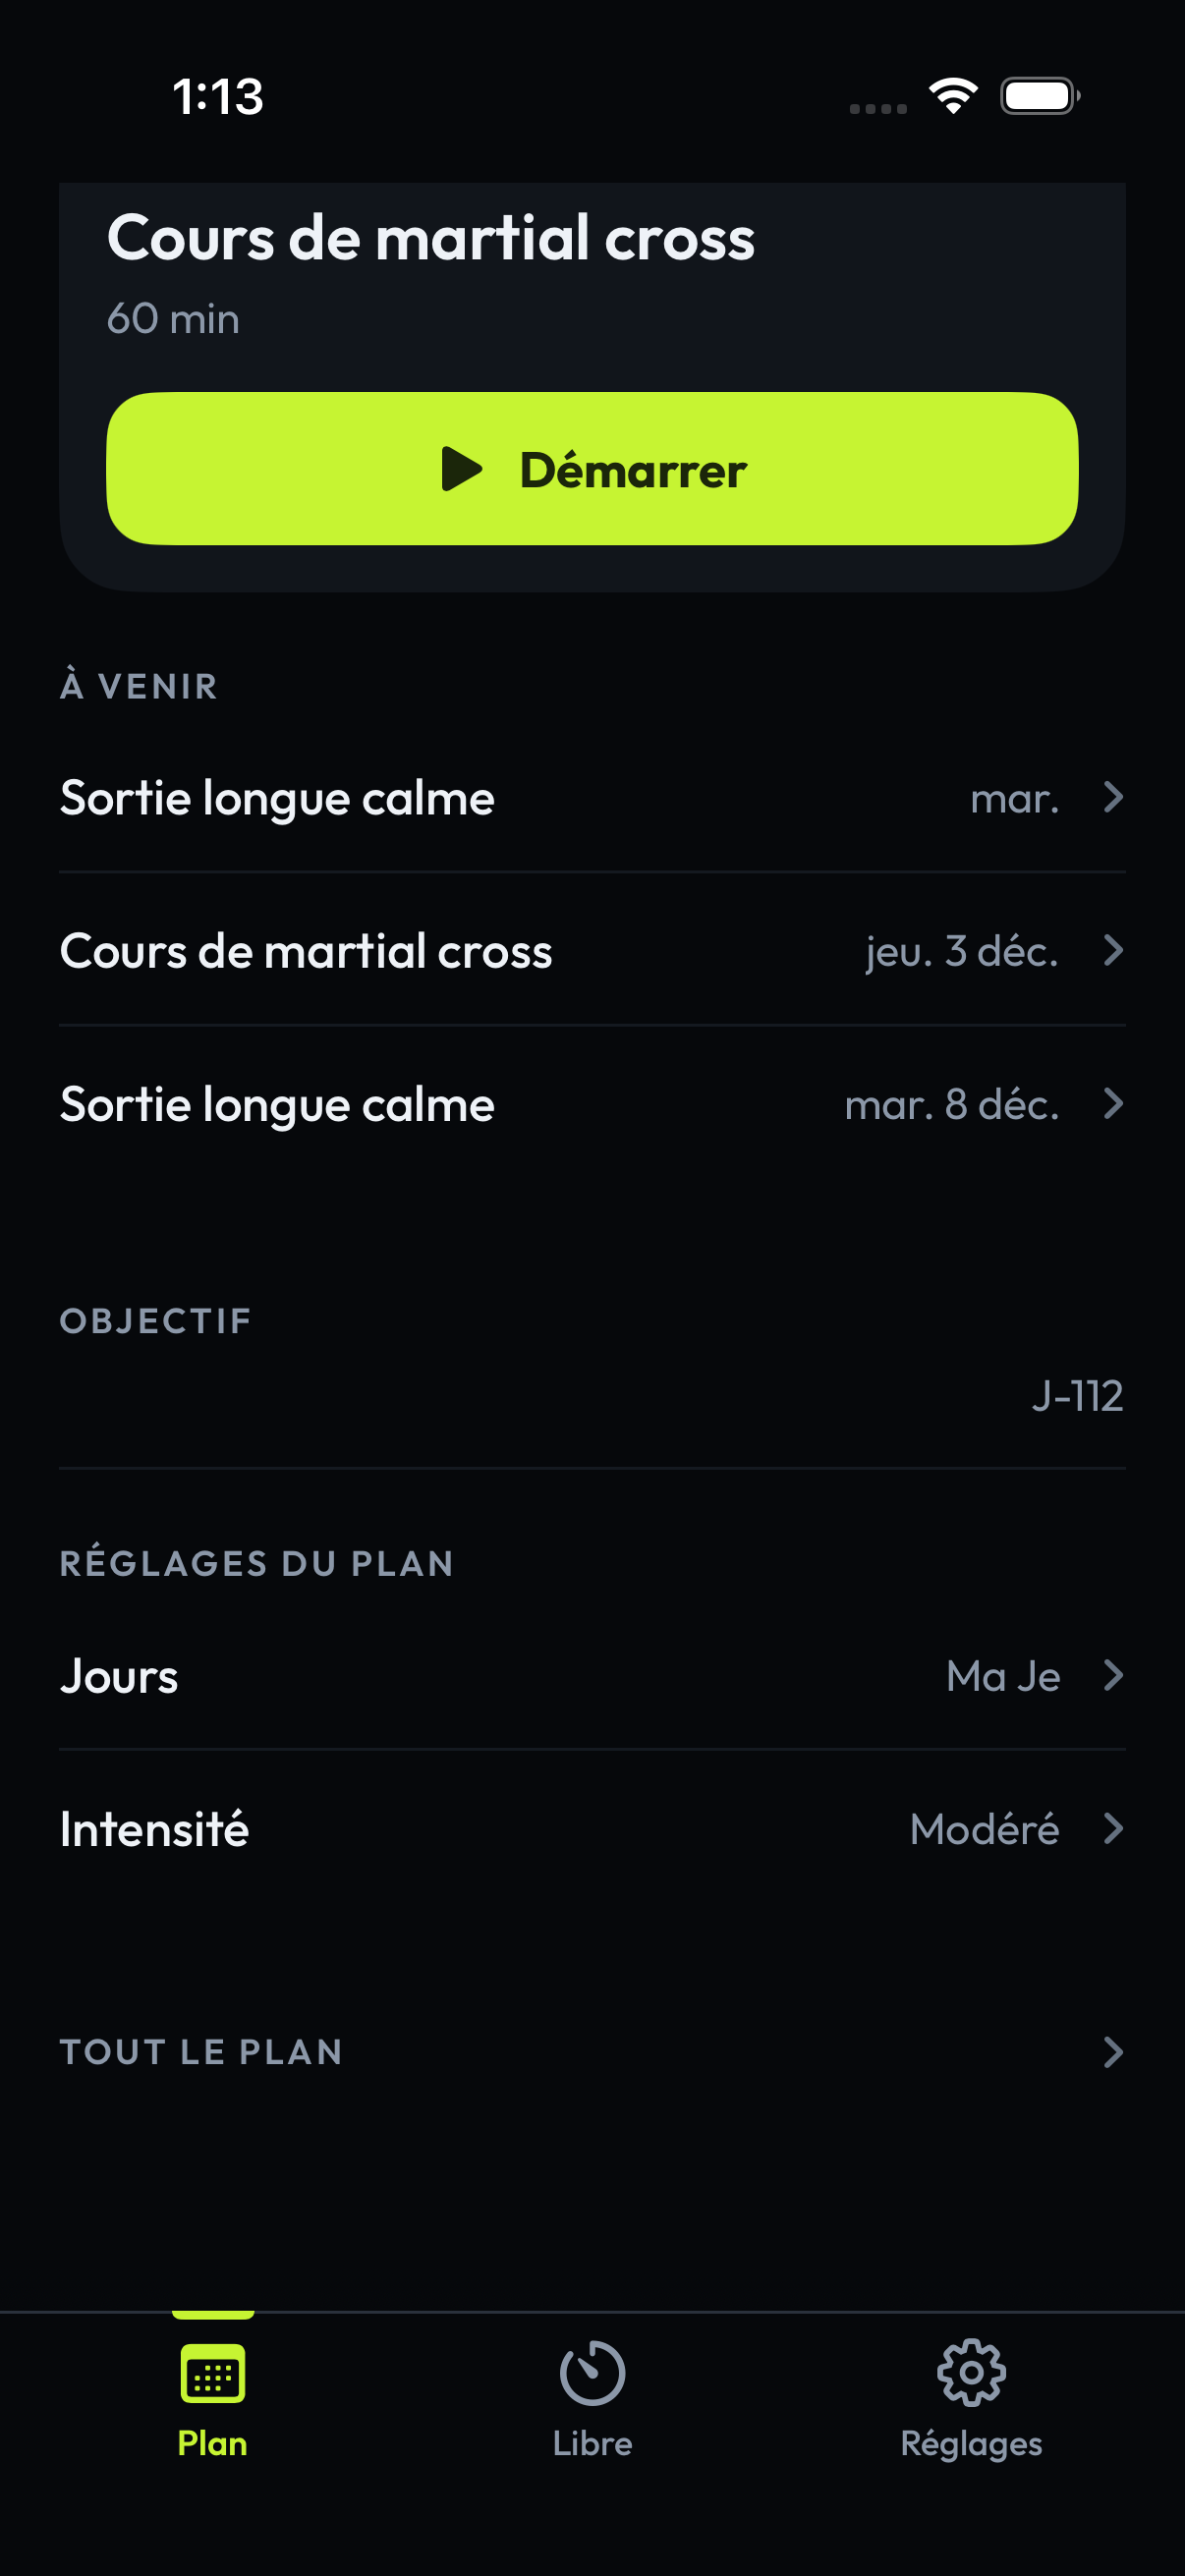 1:13
Cours de martial cross
60 min
Démarrer
À VENIR
Sortie longue calme mar.
Cours de martial cross jeu. 3 déc.
Sortie longue calme mar. 8 déc.
OBJECTIF
J-112
RÉGLAGES DU PLAN
Jours Ma Je
Intensité Modéré
TOUT LE PLAN
Plan Libre Réglages